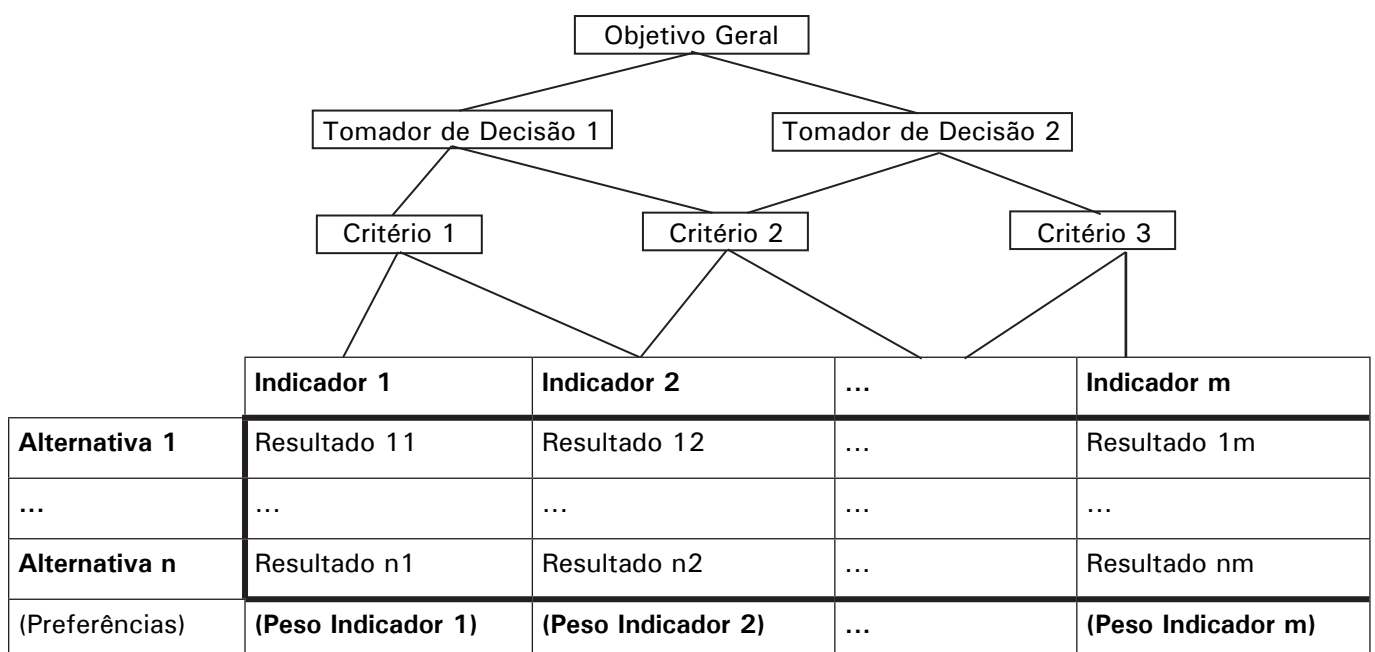 Objetivo Geral
Tomador de Decisão 1 Tomador de Decisão 2
Critério 1 Critério 2 Critério 3
Indicador 1 Indicador 2 ... Indicador m
Alternativa 1 Resultado 11 Resultado 12 ... Resultado 1m
... ... ... ... ...
Alternativa n Resultado n1 Resultado n2 ... Resultado nm
(Preferências) (Peso Indicador 1) (Peso Indicador 2) ... (Peso Indicador m)